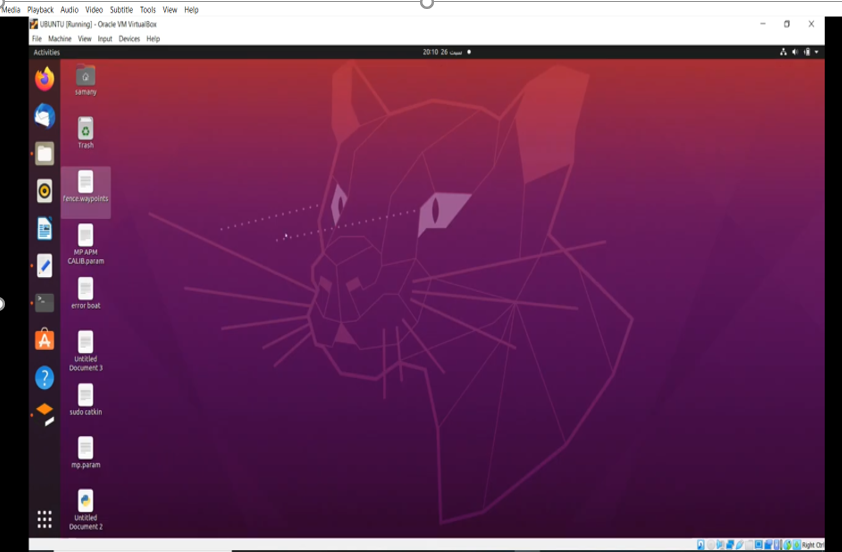 Media Playback Audio Video Subtitle Tools View Help
UBUNTU [Running] - Oracle VM VirtualBox
File Machine View Input Devices Help
Activities
20:10 26
samany
Trash
fence.waypoints
MP APM
CALIB.param
error boat
Untitled
Document 3
sudo catkin
mp.param
Untitled
Document 2
Right Ctrl